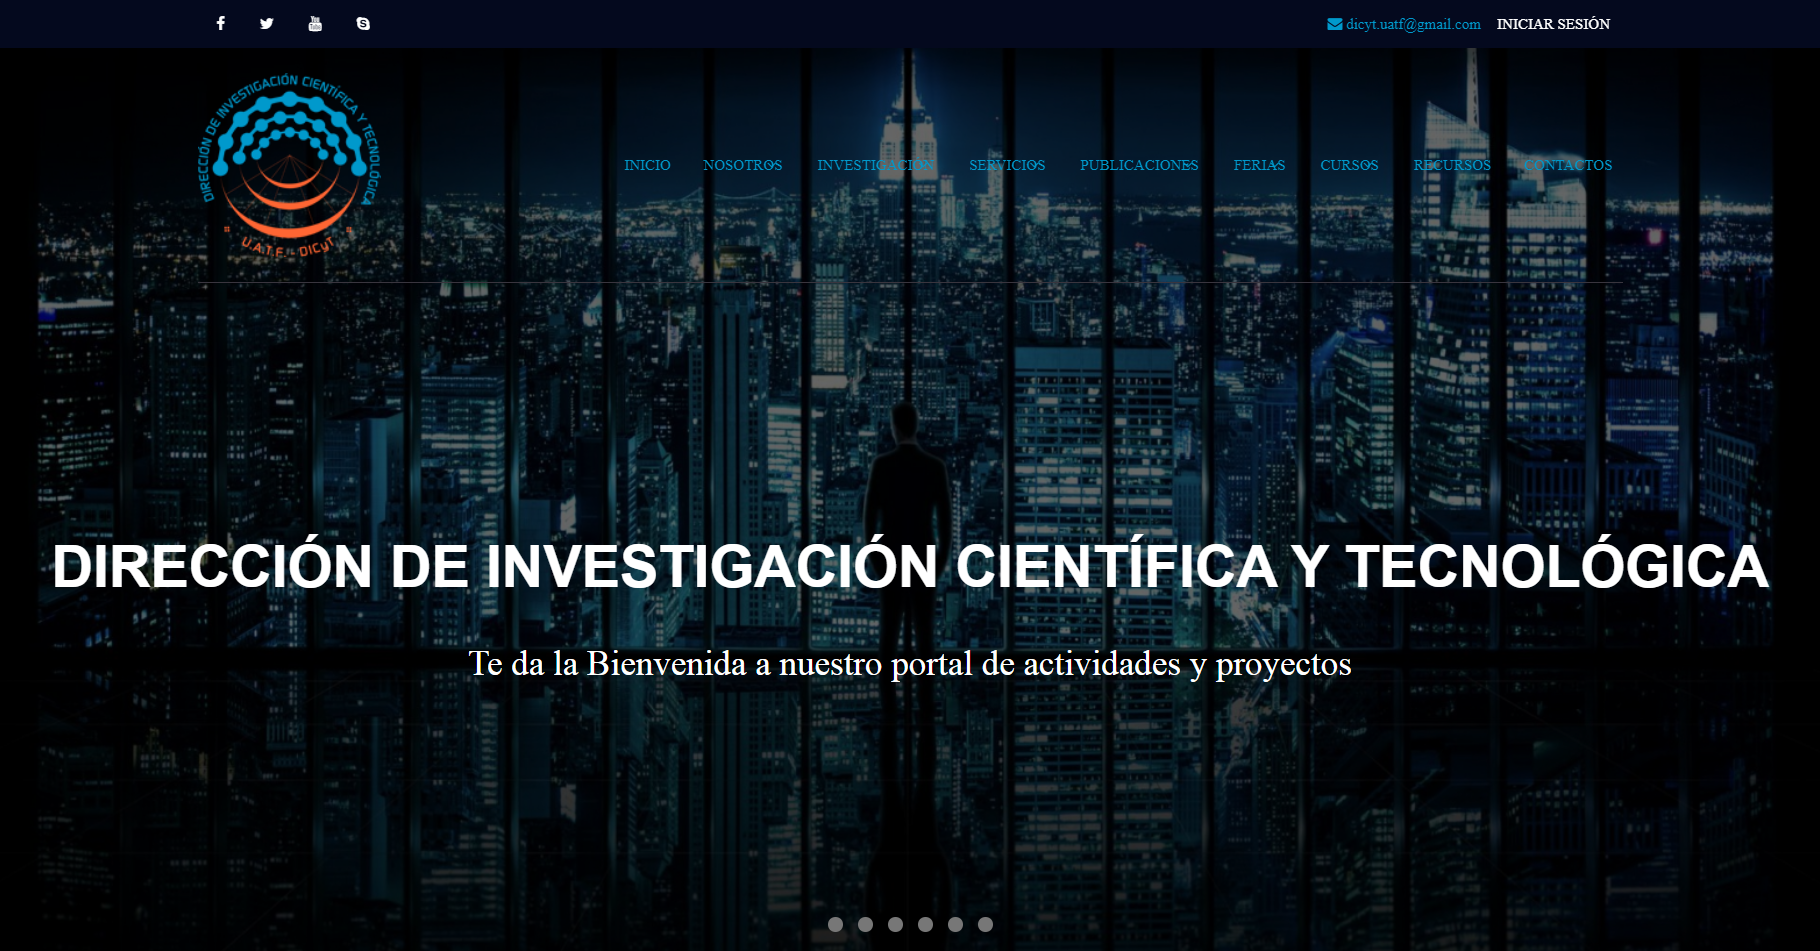 dicyt.uatf@gmail.com INICIAR SESIÓN
DIRECCIÓN DE INVESTIGACIÓN CIENTÍFICA Y TECNOLÓGICA
U.A.T.F. - DICyT
INICIO NOSOTROS INVESTIGACIÓN SERVICIOS PUBLICACIONES FERIAS CURSOS RECURSOS CONTACTOS
DIRECCIÓN DE INVESTIGACIÓN CIENTÍFICA Y TECNOLÓGICA
Te da la Bienvenida a nuestro portal de actividades y proyectos